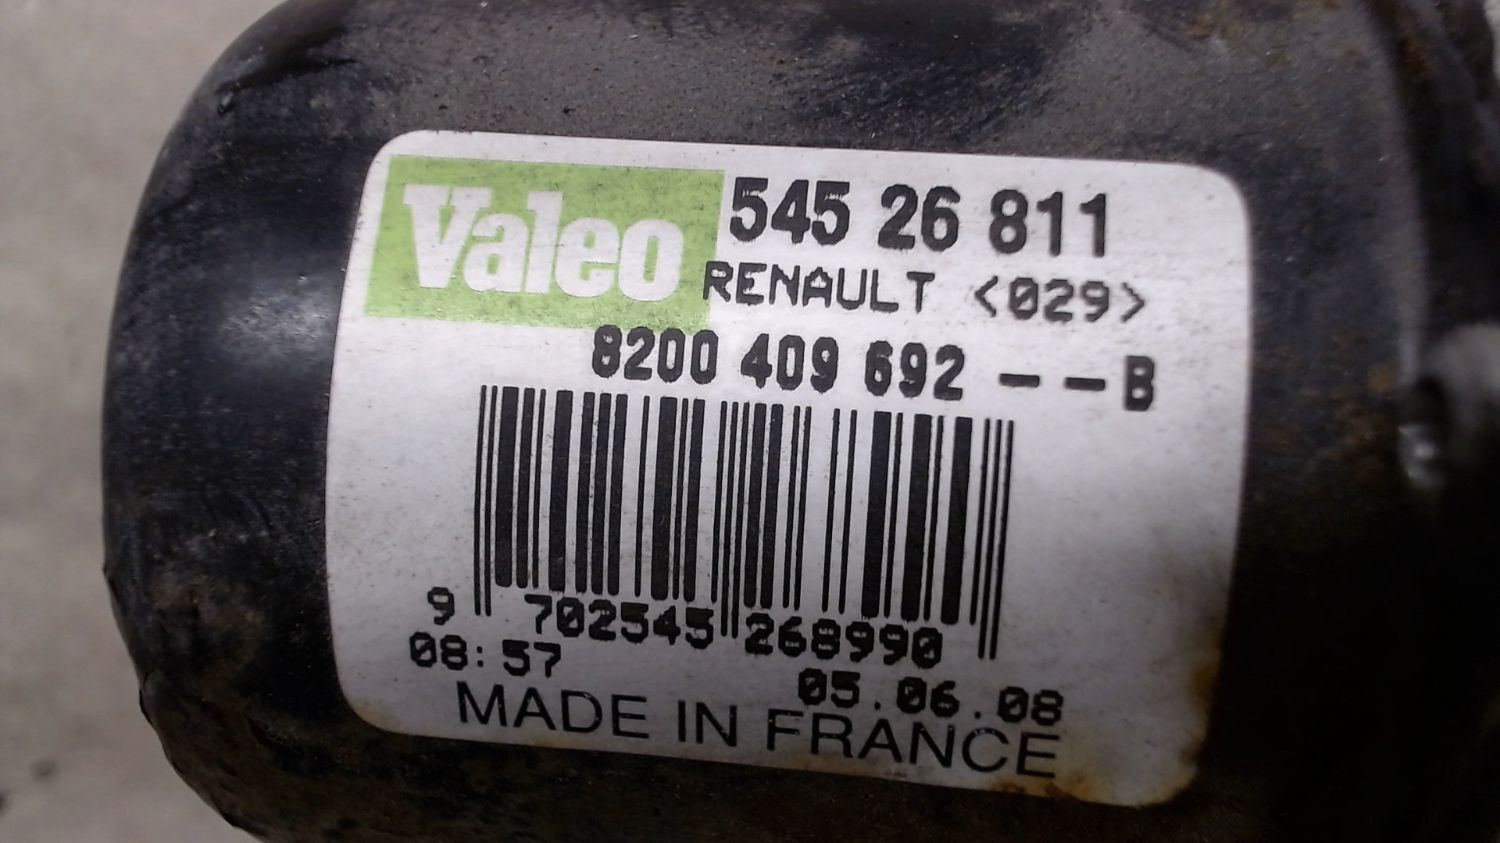 Valeo 545 26 811
RENAULT <029>
8200 409 692 --B
9 702545 268990
08:57
05.06.08
MADE IN FRANCE